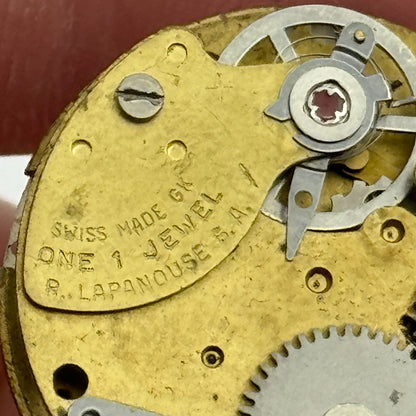 SWISS MADE GK
ONE 1 JEWEL
R. LAPANOUSE S.A.